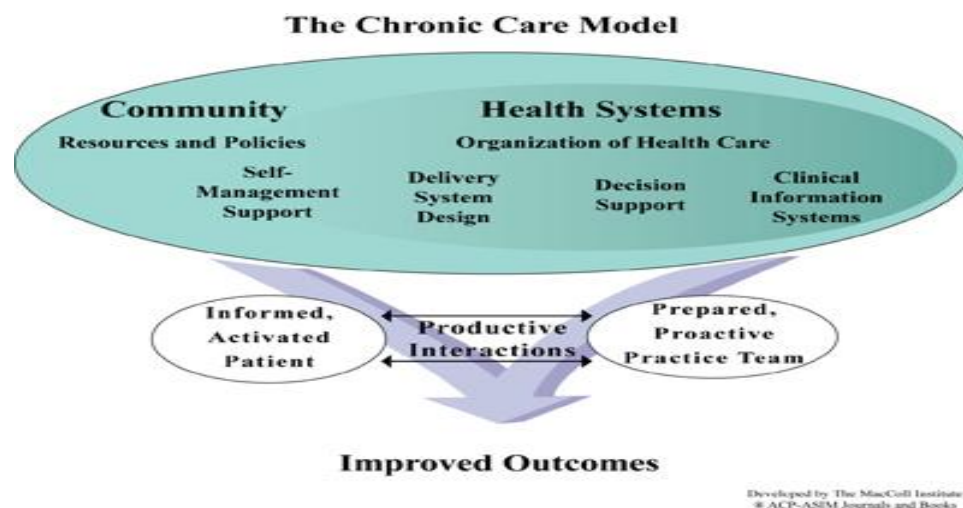 The Chronic Care Model
Community
Resources and Policies
Health Systems
Organization of Health Care
Self-
Management
Support
Delivery
System
Design
Decision
Support
Clinical
Information
Systems
Informed,
Activated
Patient
Productive
Interactions
Prepared,
Proactive
Practice Team
Improved Outcomes
Developed by The MacColl Institute
® ACP-ASIM Journals and Books